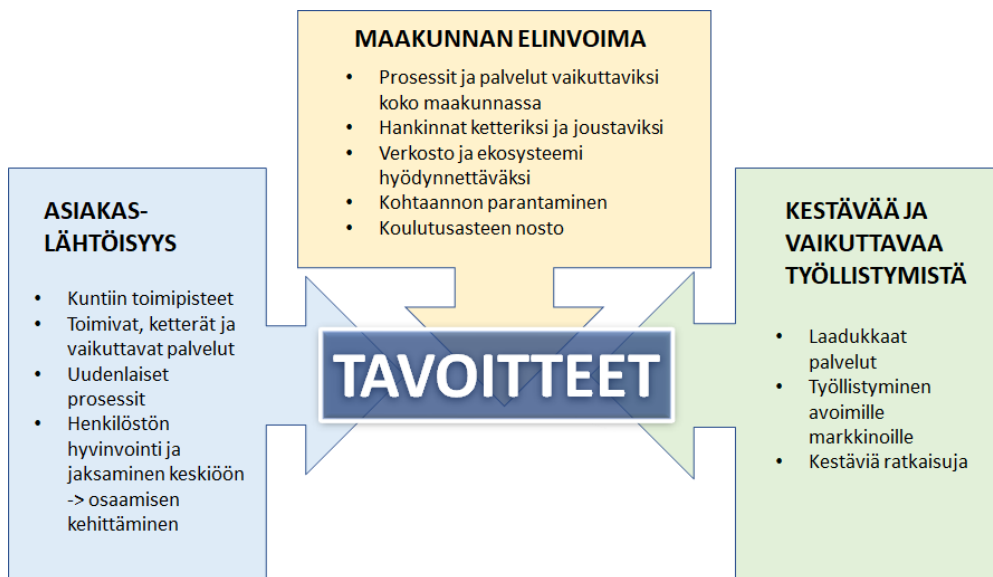 MAAKUNNAN ELINVOIMA
• Prosessit ja palvelut vaikuttaviksi
koko maakunnassa
• Hankinnat ketteriksi ja joustaviksi
• Verkosto ja ekosysteemi
hyödynnettäväksi
• Kohtaannon parantaminen
• Koulutusasteen nosto
ASIAKAS-
LÄHTÖISYYS
• Kuntiin toimipisteet
• Toimivat, ketterät ja
vaikuttavat palvelut
• Uudenlaiset
prosessit
• Henkilöstön
hyvinvointi ja
jaksaminen keskiöön
-> osaamisen
kehittäminen
TAVOITTEET
KESTÄVÄÄ JA
VAIKUTTAVAA
TYÖLLISTYMISTÄ
• Laadukkaat
palvelut
• Työllistyminen
avoimille
markkinoille
• Kestäviä ratkaisuja